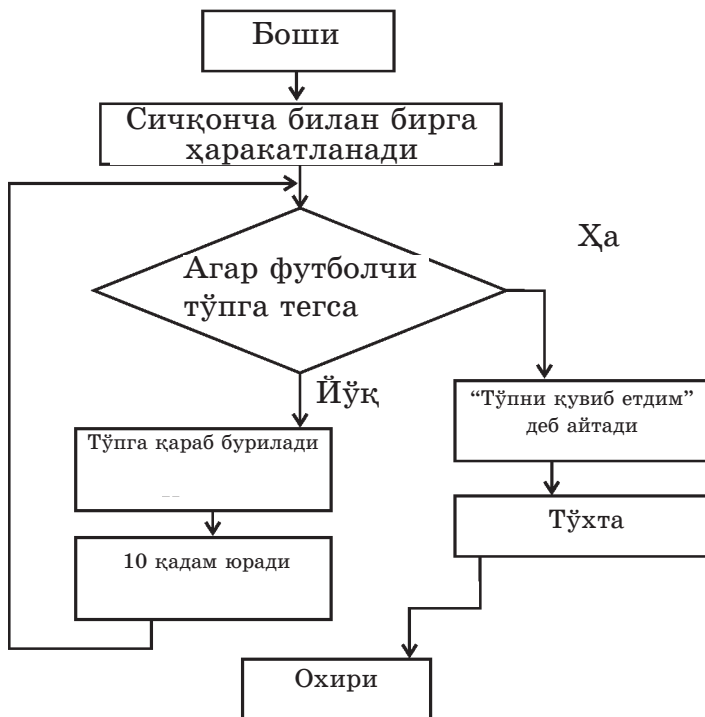 Боши
Сичқонча билан бирга
ҳаракатланади
Ҳа
Агар футболчи
тўпга тегса
Йўқ
“Тўпни қувиб етдим”
деб айтади
Тўпга қараб бурилади
Тўхта
10 қадам юради
Охири